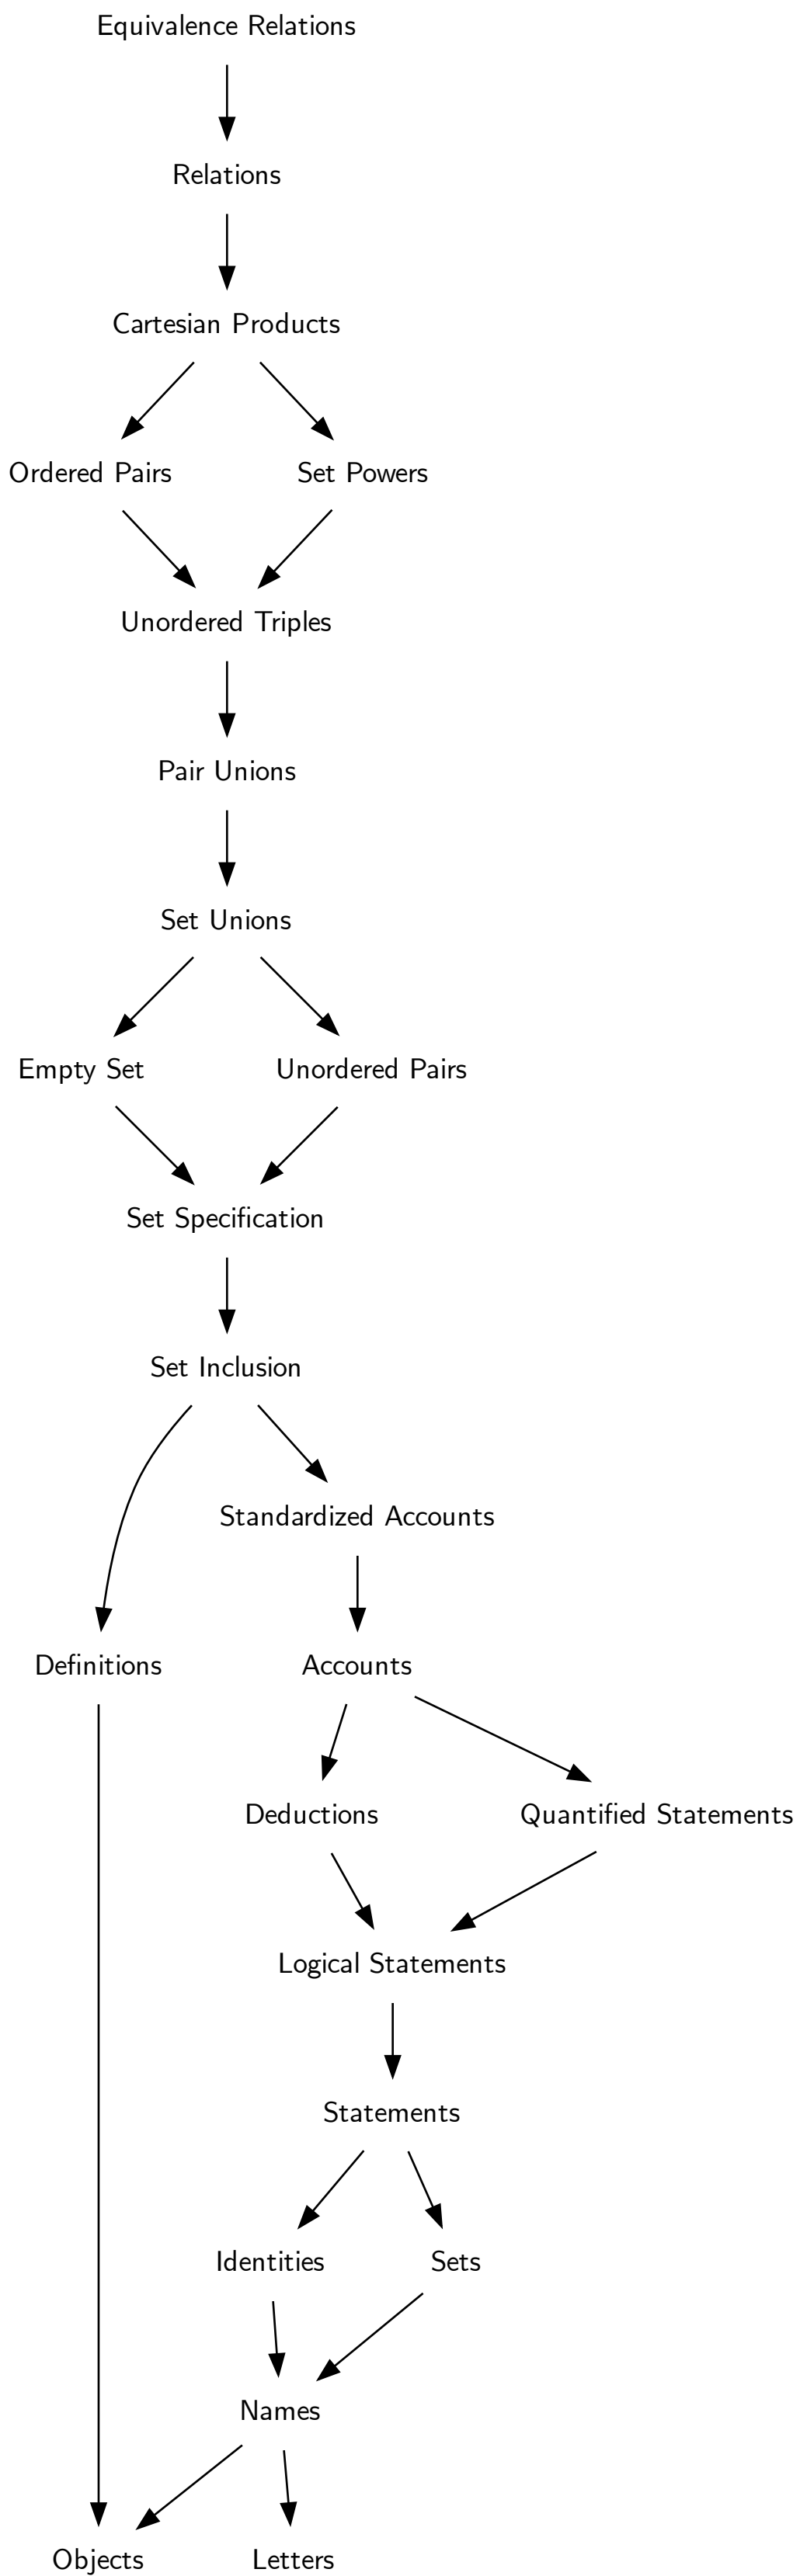 Equivalence Relations
Relations
Cartesian Products
Ordered Pairs
Set Powers
Unordered Triples
Pair Unions
Set Unions
Empty Set
Unordered Pairs
Set Specification
Set Inclusion
Standardized Accounts
Definitions
Accounts
Deductions
Quantified Statements
Logical Statements
Statements
Identities
Sets
Names
Objects
Letters